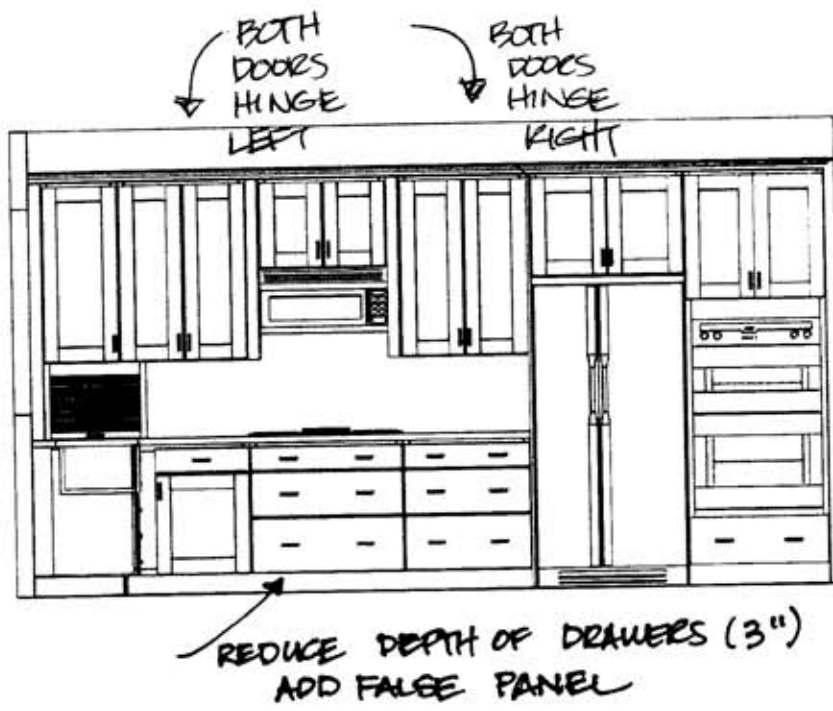 BOTH
DOORS
HINGE
LEFT
BOTH
DOORS
HINGE
RIGHT
REDUCE DEPTH OF DRAWERS (3")
ADD FALSE PANEL